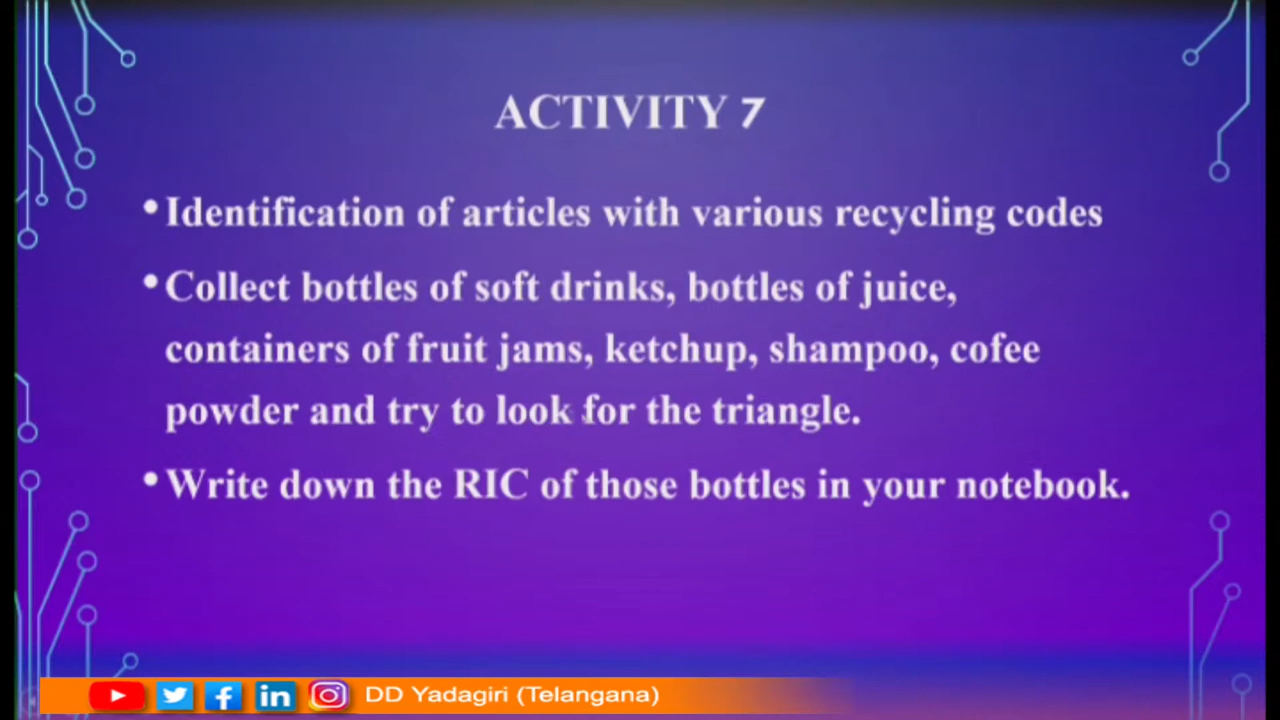 ACTIVITY 7
• Identification of articles with various recycling codes
• Collect bottles of soft drinks, bottles of juice,
containers of fruit jams, ketchup, shampoo, cofee
powder and try to look for the triangle.
• Write down the RIC of those bottles in your notebook.
DD Yadagiri (Telangana)